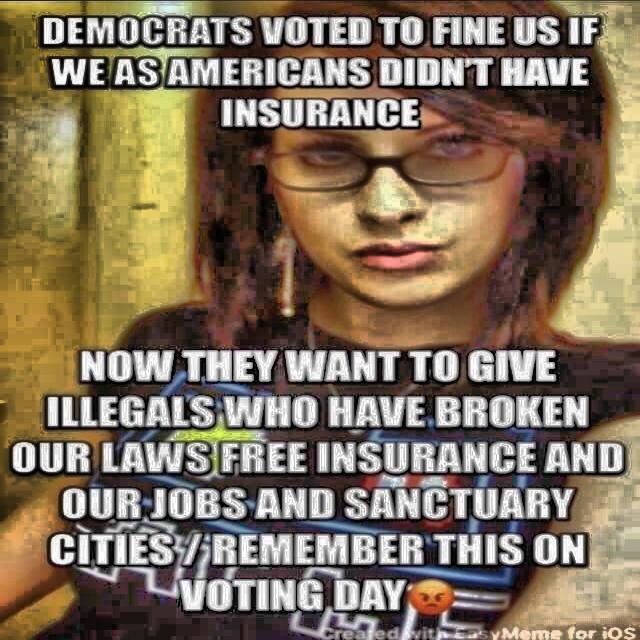 DEMOCRATS VOTED TO FINE US IF
WE AS AMERICANS DIDN'T HAVE
INSURANCE
NOW THEY WANT TO GIVE
ILLEGALS WHO HAVE BROKEN
OUR LAWS FREE INSURANCE AND
OUR JOBS AND SANCTUARY
CITIES / REMEMBER THIS ON
VOTING DAY😡
Created with yMeme for iOS